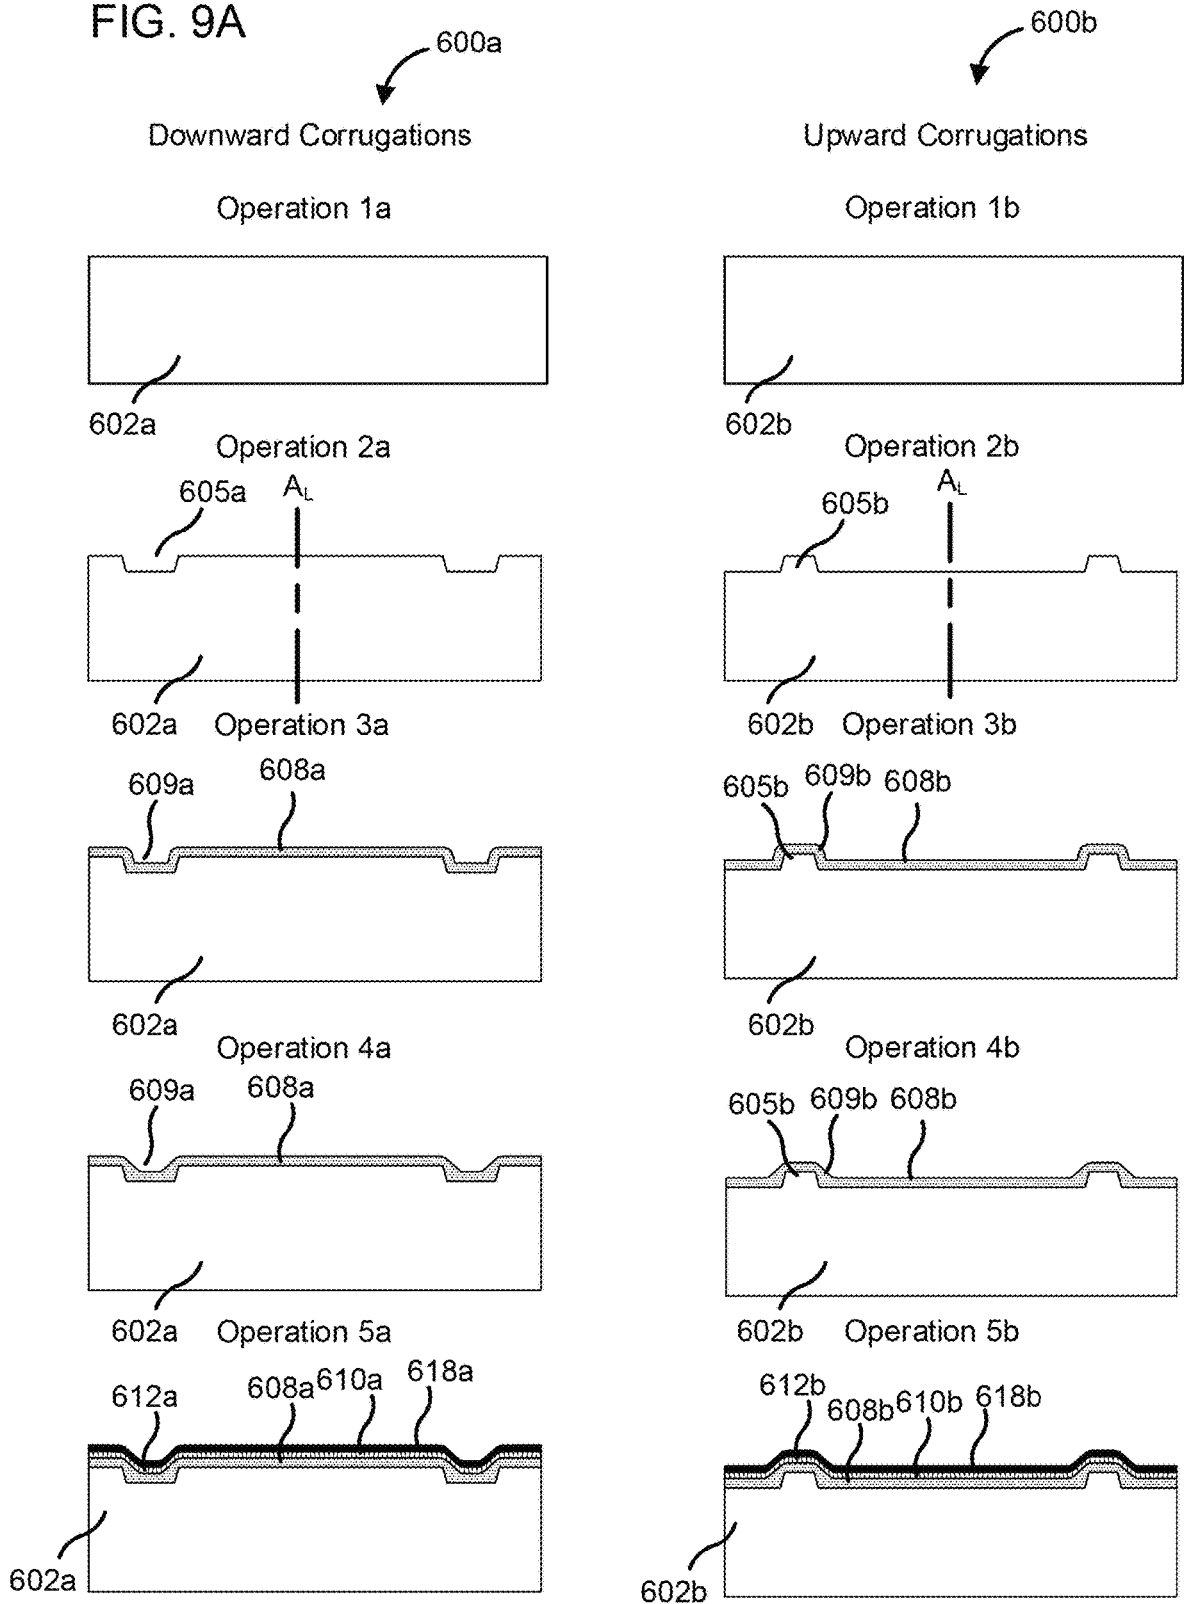 FIG. 9A
600a
600b
Downward Corrugations
Upward Corrugations
Operation 1a
Operation 1b
602a
602b
Operation 2a
Operation 2b
605a
AL
605b
AL
602a
Operation 3a
602b
Operation 3b
609a
608a
605b
609b
608b
602a
602b
Operation 4a
Operation 4b
609a
608a
605b
609b
608b
602a
Operation 5a
602b
Operation 5b
612a
608a
610a
618a
612b
608b
610b
618b
602a
602b